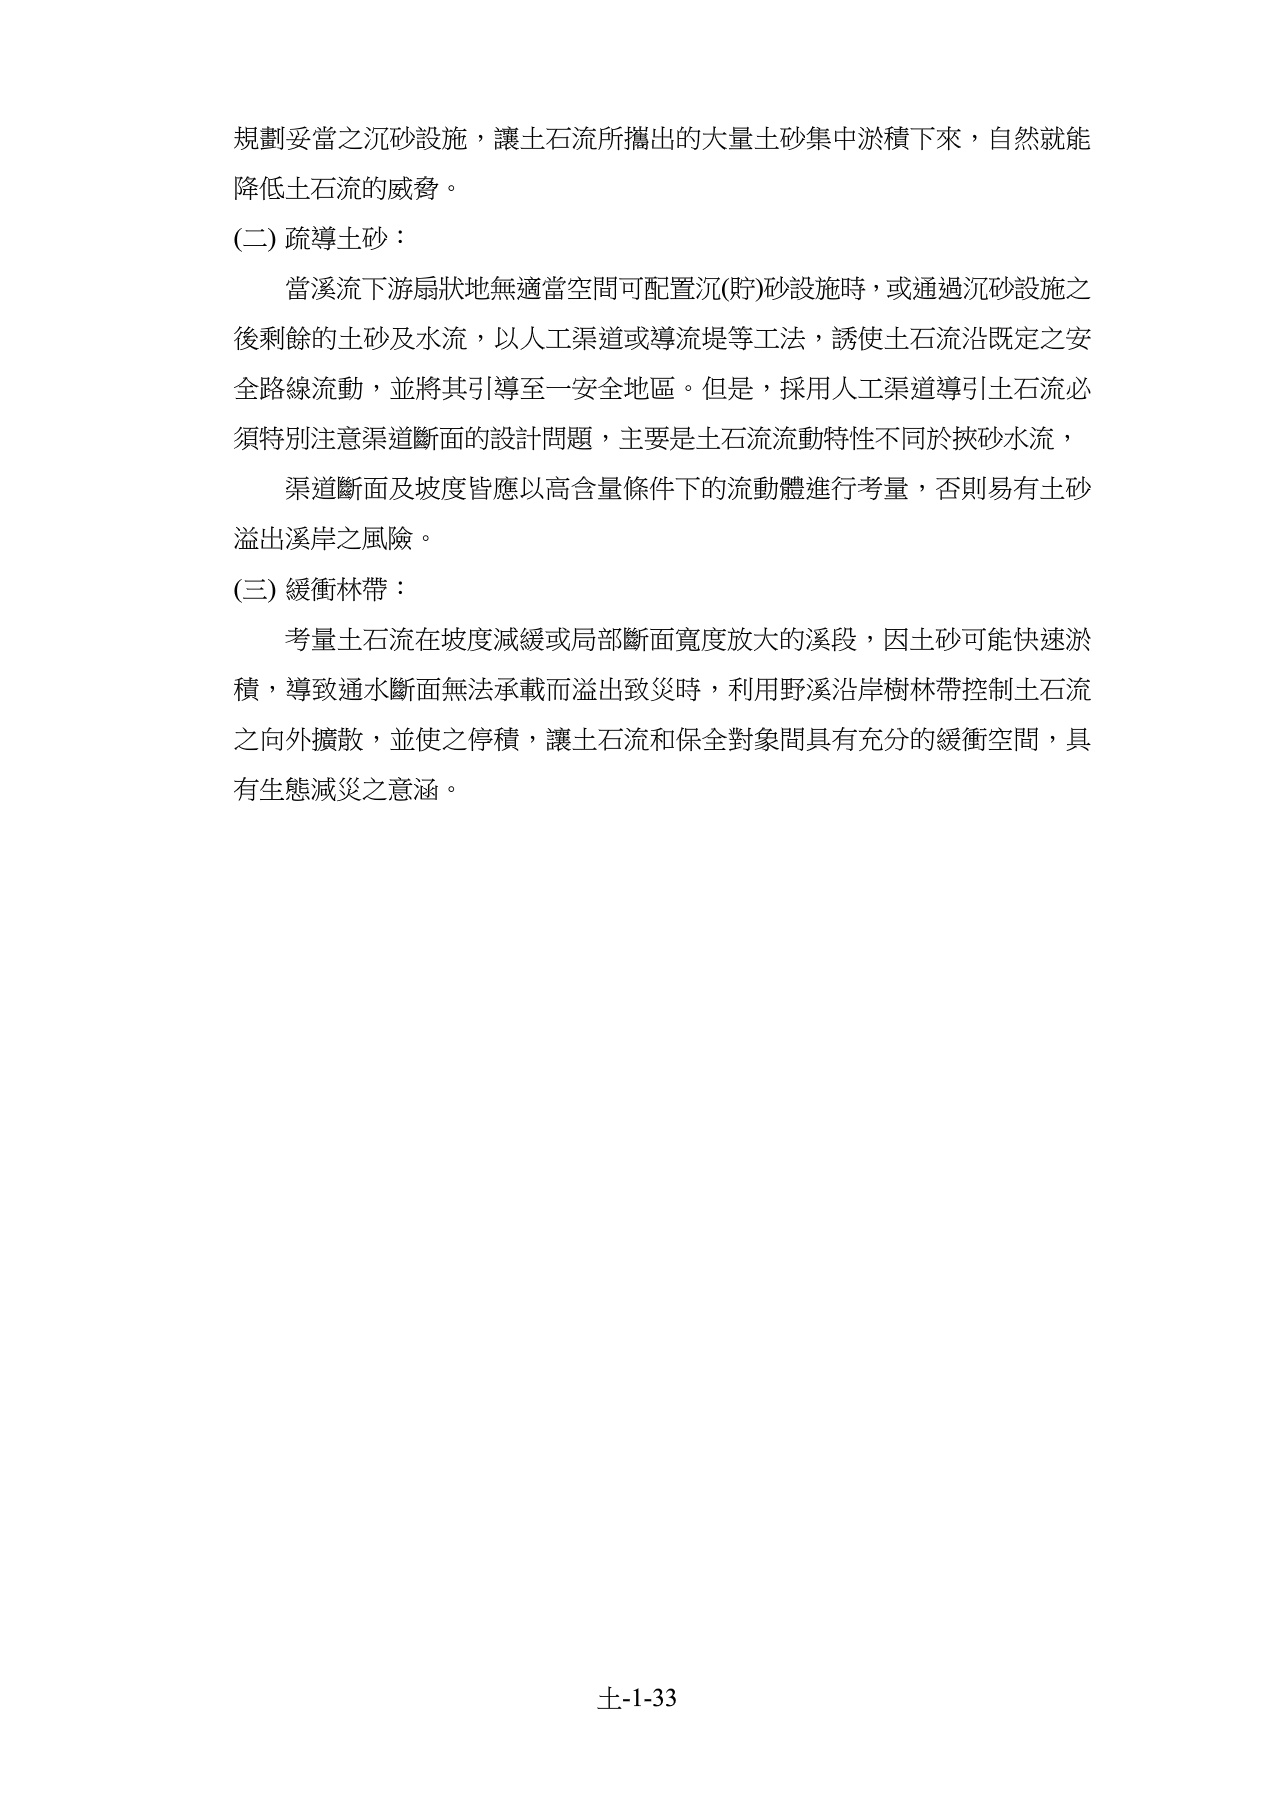 規劃妥當之沉砂設施，讓土石流所攜出的大量土砂集中淤積下來，自然就能
降低土石流的威脅。
(二) 疏導土砂：
當溪流下游扇狀地無適當空間可配置沉(貯)砂設施時，或通過沉砂設施之
後剩餘的土砂及水流，以人工渠道或導流堤等工法，誘使土石流沿既定之安
全路線流動，並將其引導至一安全地區。但是，採用人工渠道導引土石流必
須特別注意渠道斷面的設計問題，主要是土石流流動特性不同於挾砂水流，
渠道斷面及坡度皆應以高含量條件下的流動體進行考量，否則易有土砂
溢出溪岸之風險。
(三) 緩衝林帶：
考量土石流在坡度減緩或局部斷面寬度放大的溪段，因土砂可能快速淤
積，導致通水斷面無法承載而溢出致災時，利用野溪沿岸樹林帶控制土石流
之向外擴散，並使之停積，讓土石流和保全對象間具有充分的緩衝空間，具
有生態減災之意涵。
土-1-33